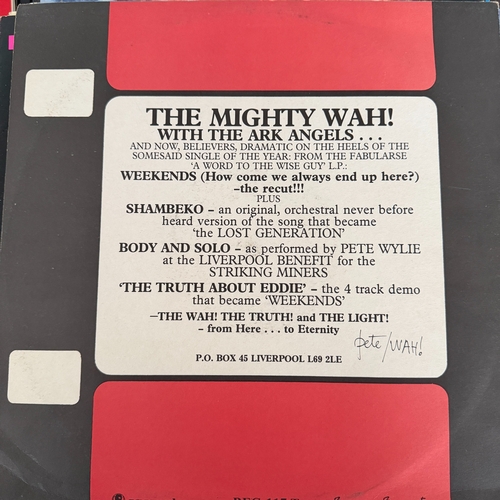 THE MIGHTY WAH!
WITH THE ARK ANGELS . . .
AND NOW, BELIEVERS, DRAMATIC ON THE HEELS OF THE
SOMESAID SINGLE OF THE YEAR: FROM THE FABULARSE
'A WORD TO THE WISE GUY' L.P.:
WEEKENDS (How come we always end up here?)
–the recut!!!
PLUS
SHAMBEKO – an original, orchestral never before
heard version of the song that became
'the LOST GENERATION'
BODY AND SOLO – as performed by PETE WYLIE
at the LIVERPOOL BENEFIT for the
STRIKING MINERS
'THE TRUTH ABOUT EDDIE' – the 4 track demo
that became 'WEEKENDS'
—THE WAH! THE TRUTH! and THE LIGHT!
– from Here . . . to Eternity
pete/WAH!
P.O. BOX 45 LIVERPOOL L69 2LE